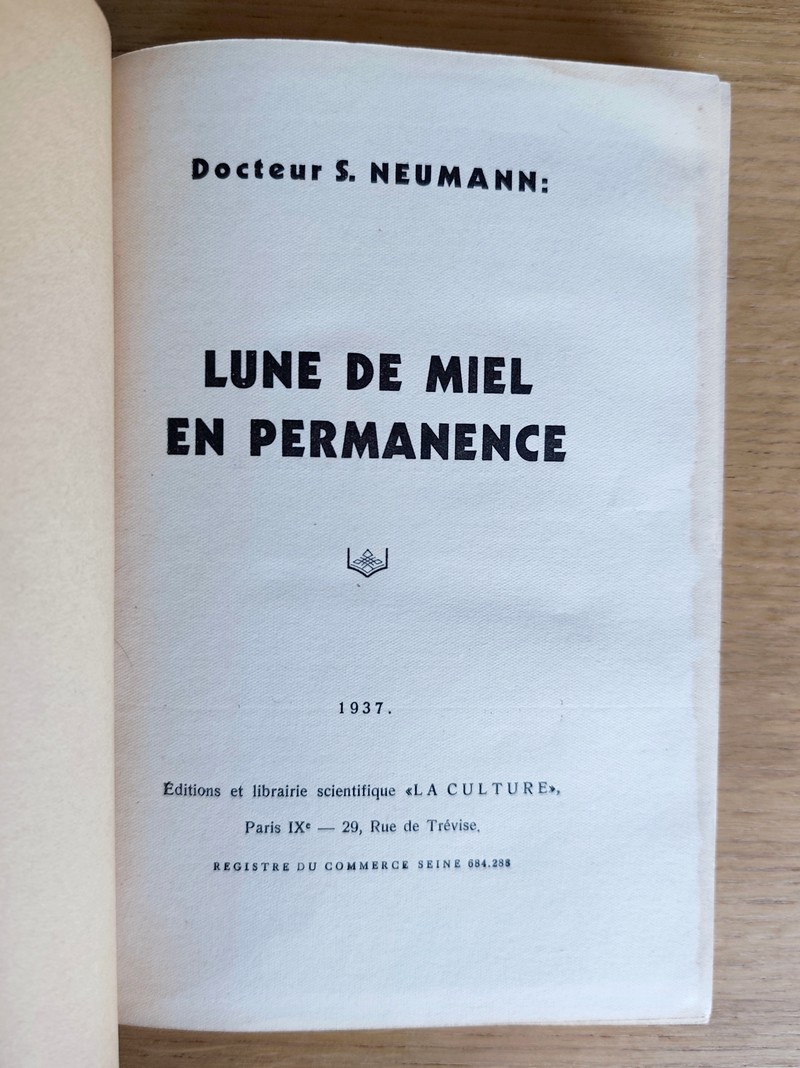 Docteur S. NEUMANN:
LUNE DE MIEL
EN PERMANENCE
1937.
Éditions et librairie scientifique «LA CULTURE»,
Paris IXe — 29, Rue de Trévise.
REGISTRE DU COMMERCE SEINE 684.288